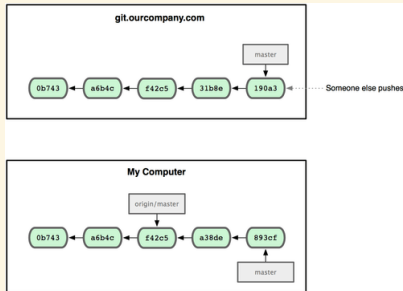 git.ourcompany.com
master
0b743 a6b4c f42c5 31b8e 190a3 Someone else pushes
My Computer
origin/master
0b743 a6b4c f42c5 a38de 893cf
master